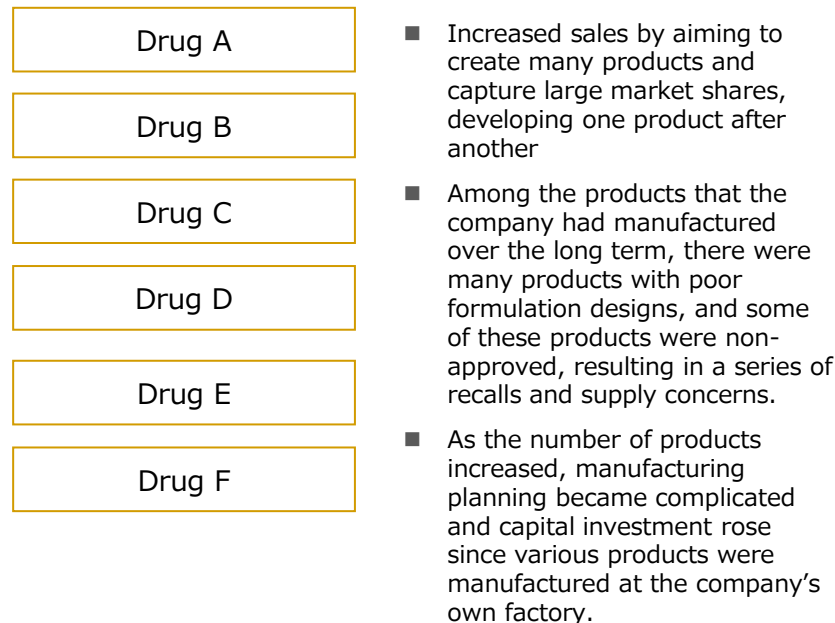 Drug A
Drug B
Drug C
Drug D
Drug E
Drug F
■ Increased sales by aiming to
create many products and
capture large market shares,
developing one product after
another
■ Among the products that the
company had manufactured
over the long term, there were
many products with poor
formulation designs, and some
of these products were non-
approved, resulting in a series of
recalls and supply concerns.
■ As the number of products
increased, manufacturing
planning became complicated
and capital investment rose
since various products were
manufactured at the company’s
own factory.